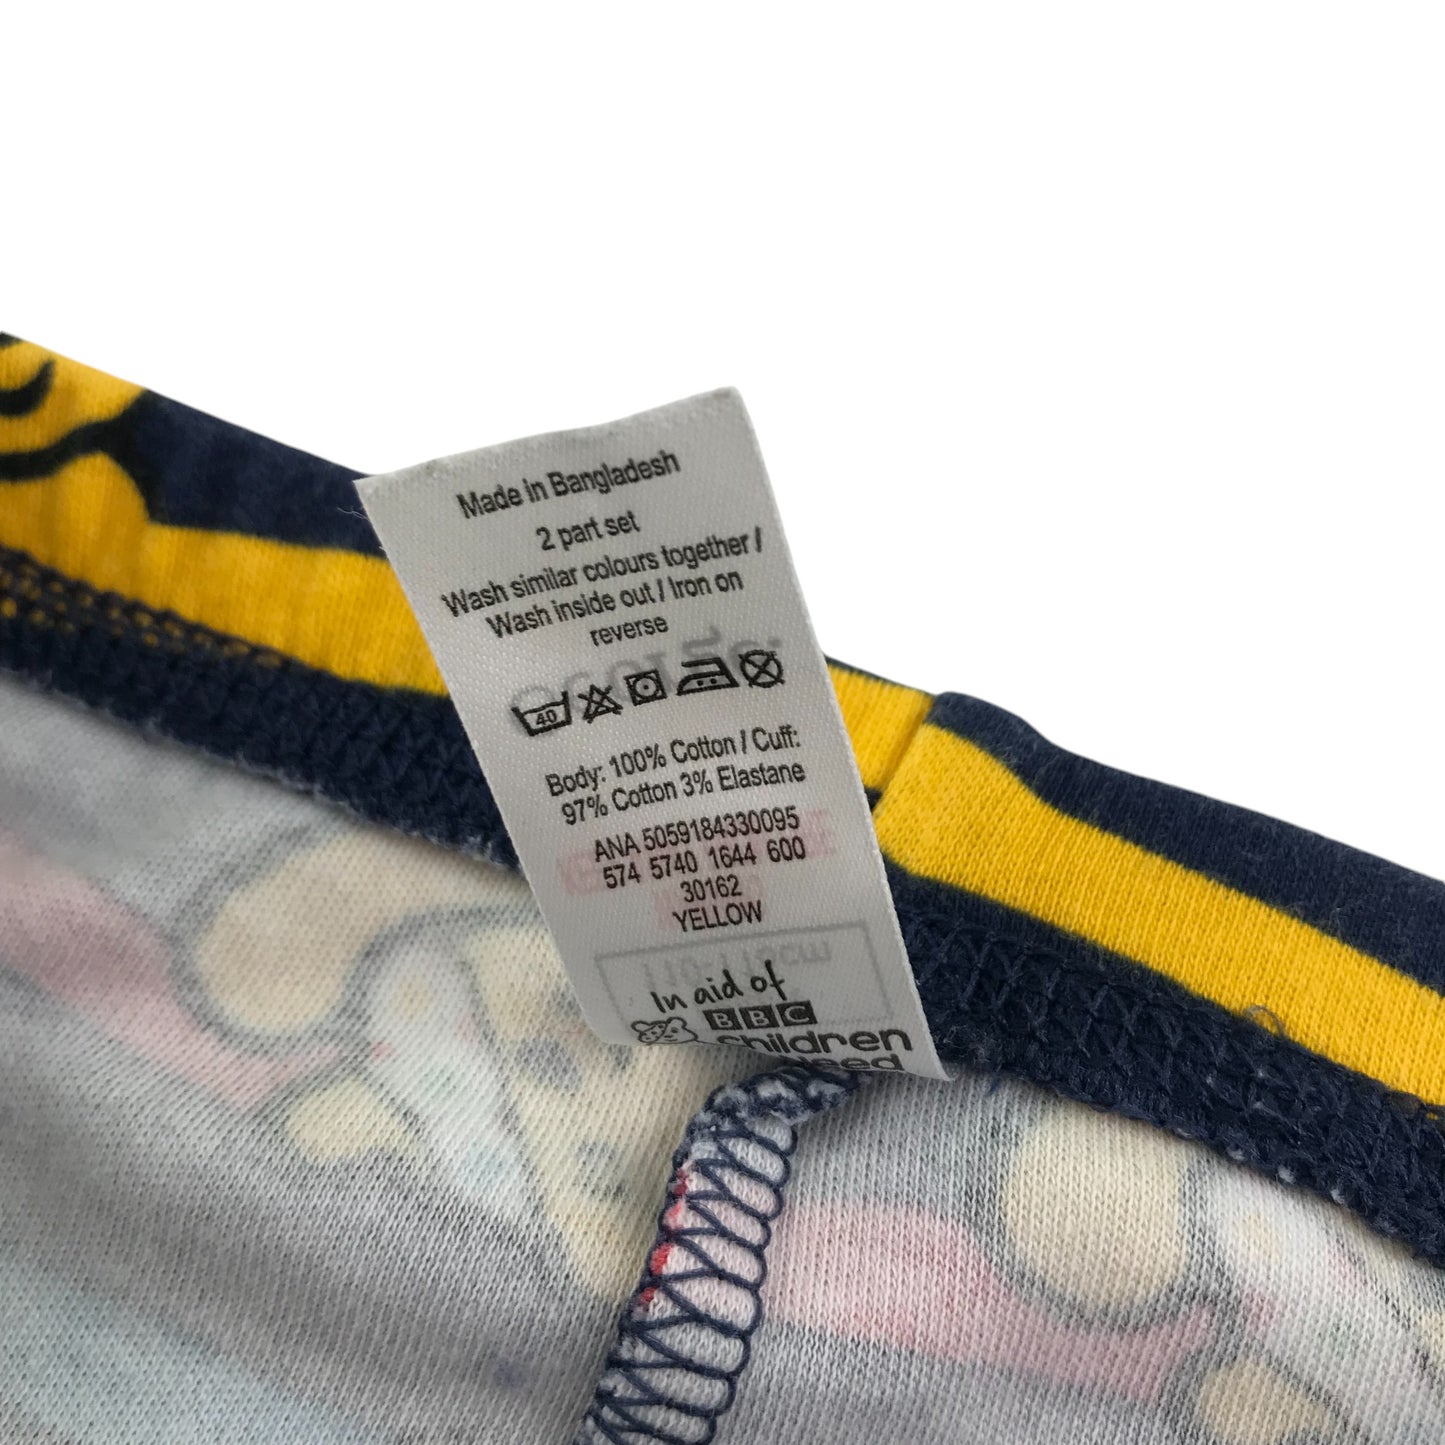 Made in Bangladesh
2 part set
Wash similar colours together /
Wash inside out / Iron on
reverse
40
Body: 100% Cotton / Cuff:
97% Cotton 3% Elastane
ANA 5059184330095
574 5740 1644 600
30162
YELLOW
In aid of
BBC
Children